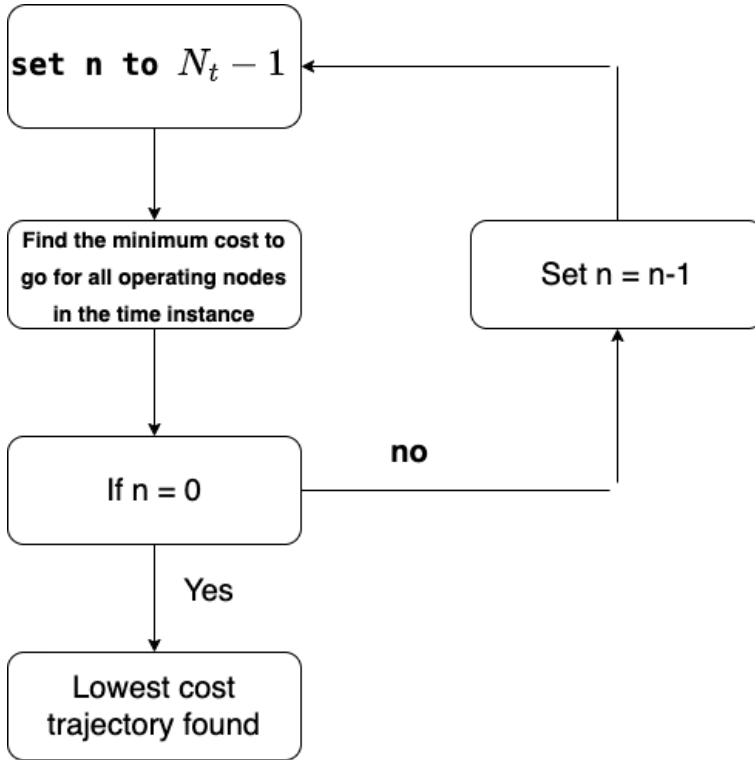 set n to N_t − 1
Find the minimum cost to
go for all operating nodes
in the time instance
Set n = n-1
no
If n = 0
Yes
Lowest cost
trajectory found